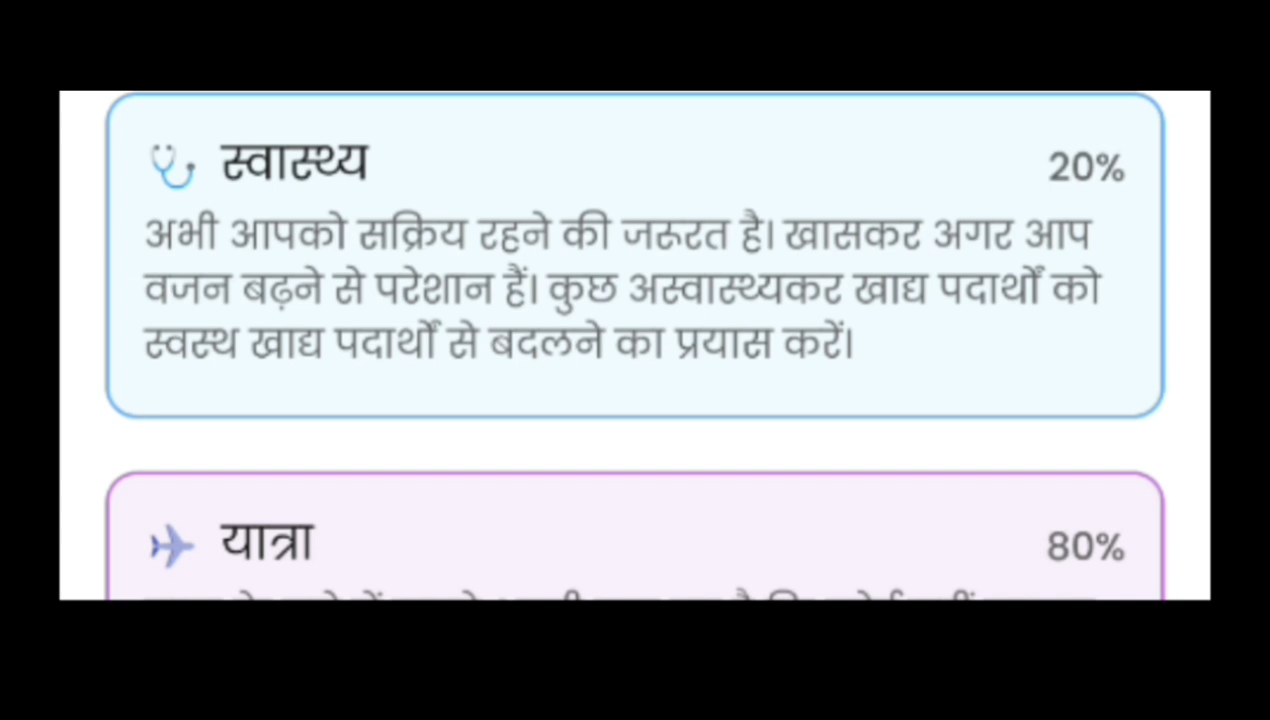 स्वास्थ्य 20%
अभी आपको सक्रिय रहने की जरूरत है। खासकर अगर आप
वजन बढ़ने से परेशान हैं। कुछ अस्वास्थ्यकर खाद्य पदार्थों को
स्वस्थ खाद्य पदार्थों से बदलने का प्रयास करें।
यात्रा 80%